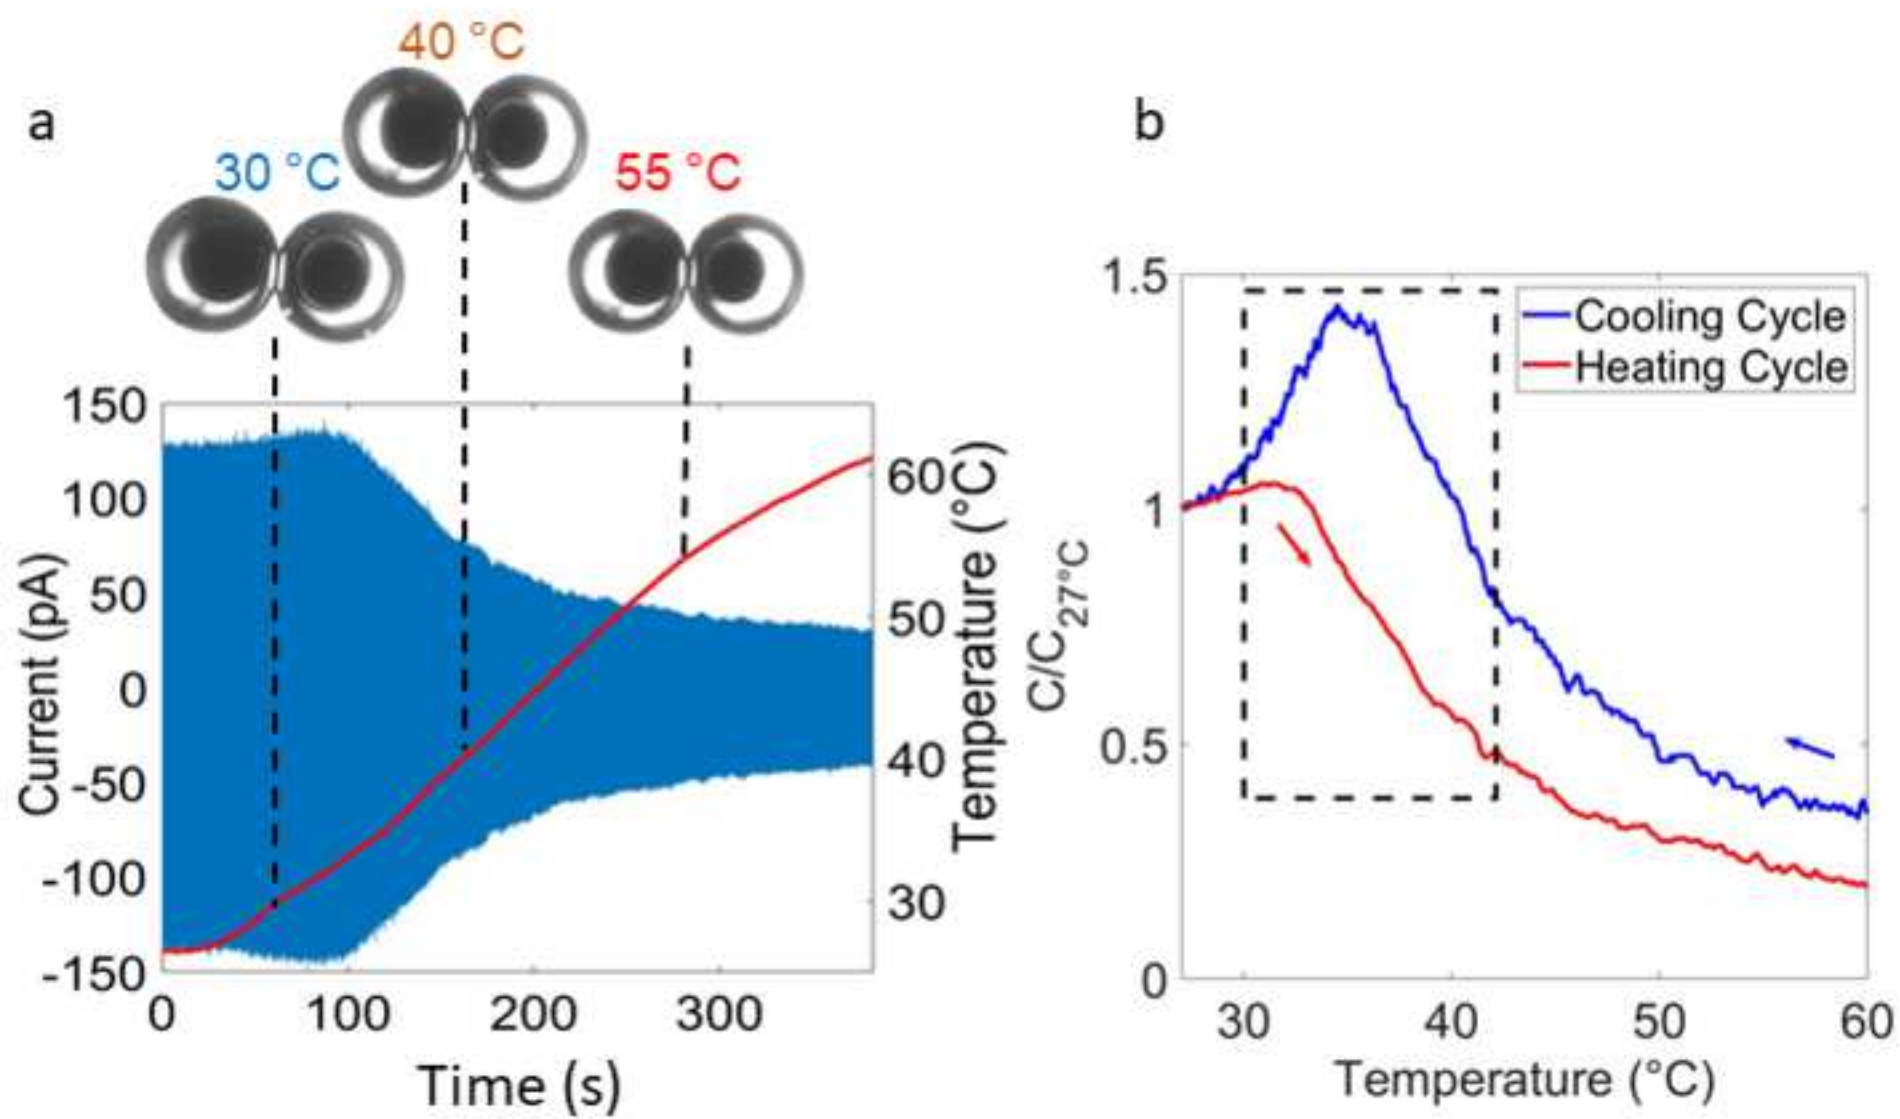 a
40 °C
30 °C
55 °C
150
100
50
0
-50
-100
-150
Current (pA)
60
50
40
30
Temperature (°C)
0
100
200
300
Time (s)
b
1.5
1
0.5
0
C/C27°C
Cooling Cycle
Heating Cycle
30
40
50
60
Temperature (°C)